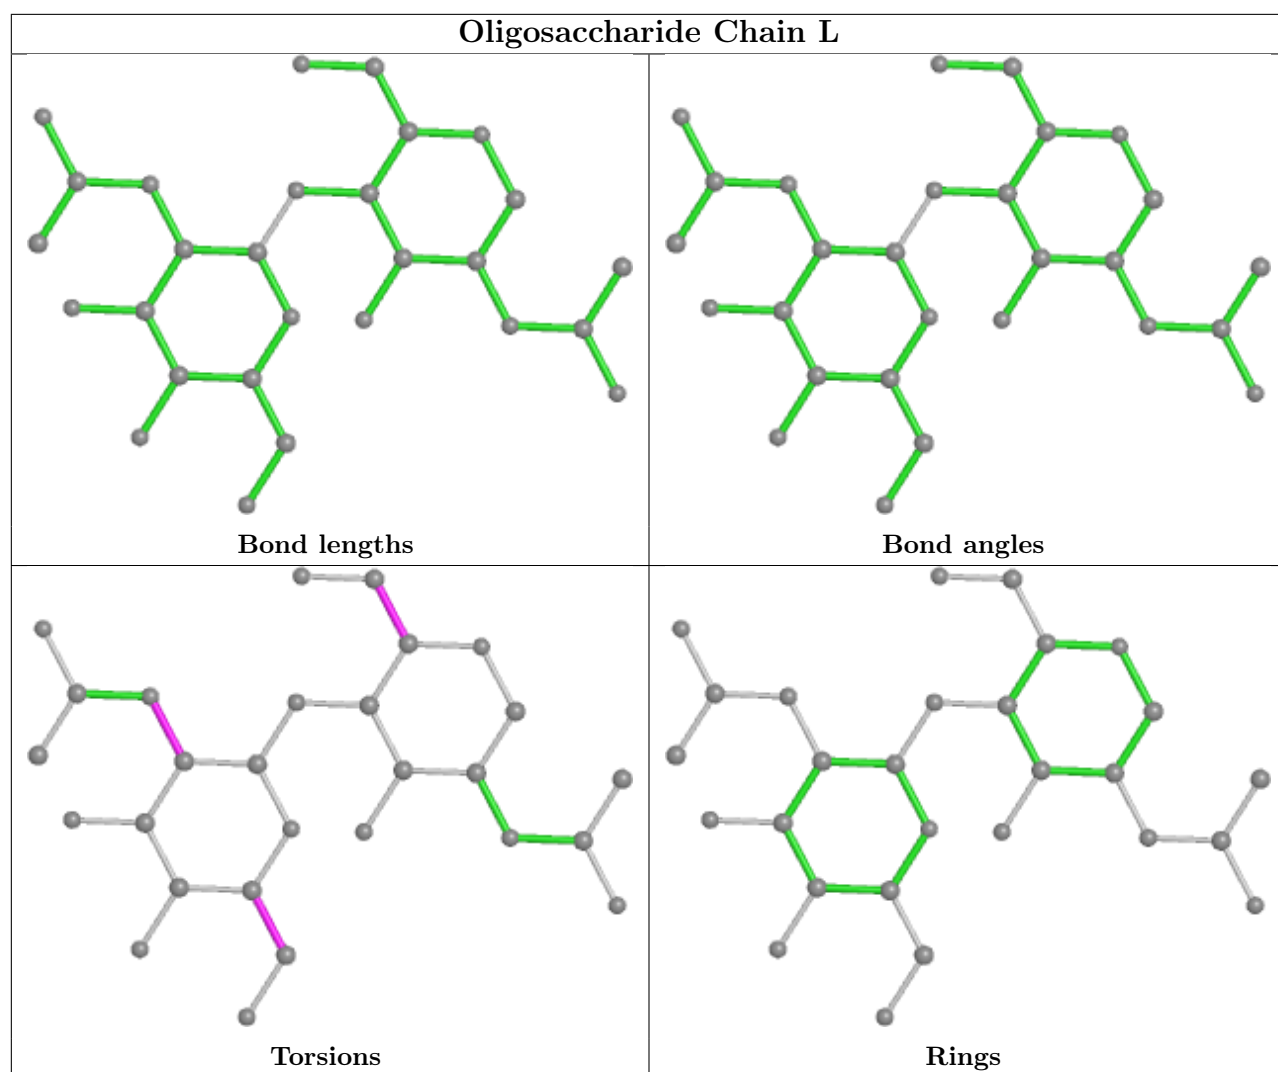 Oligosaccharide Chain L
Bond lengths
Bond angles
Torsions
Rings